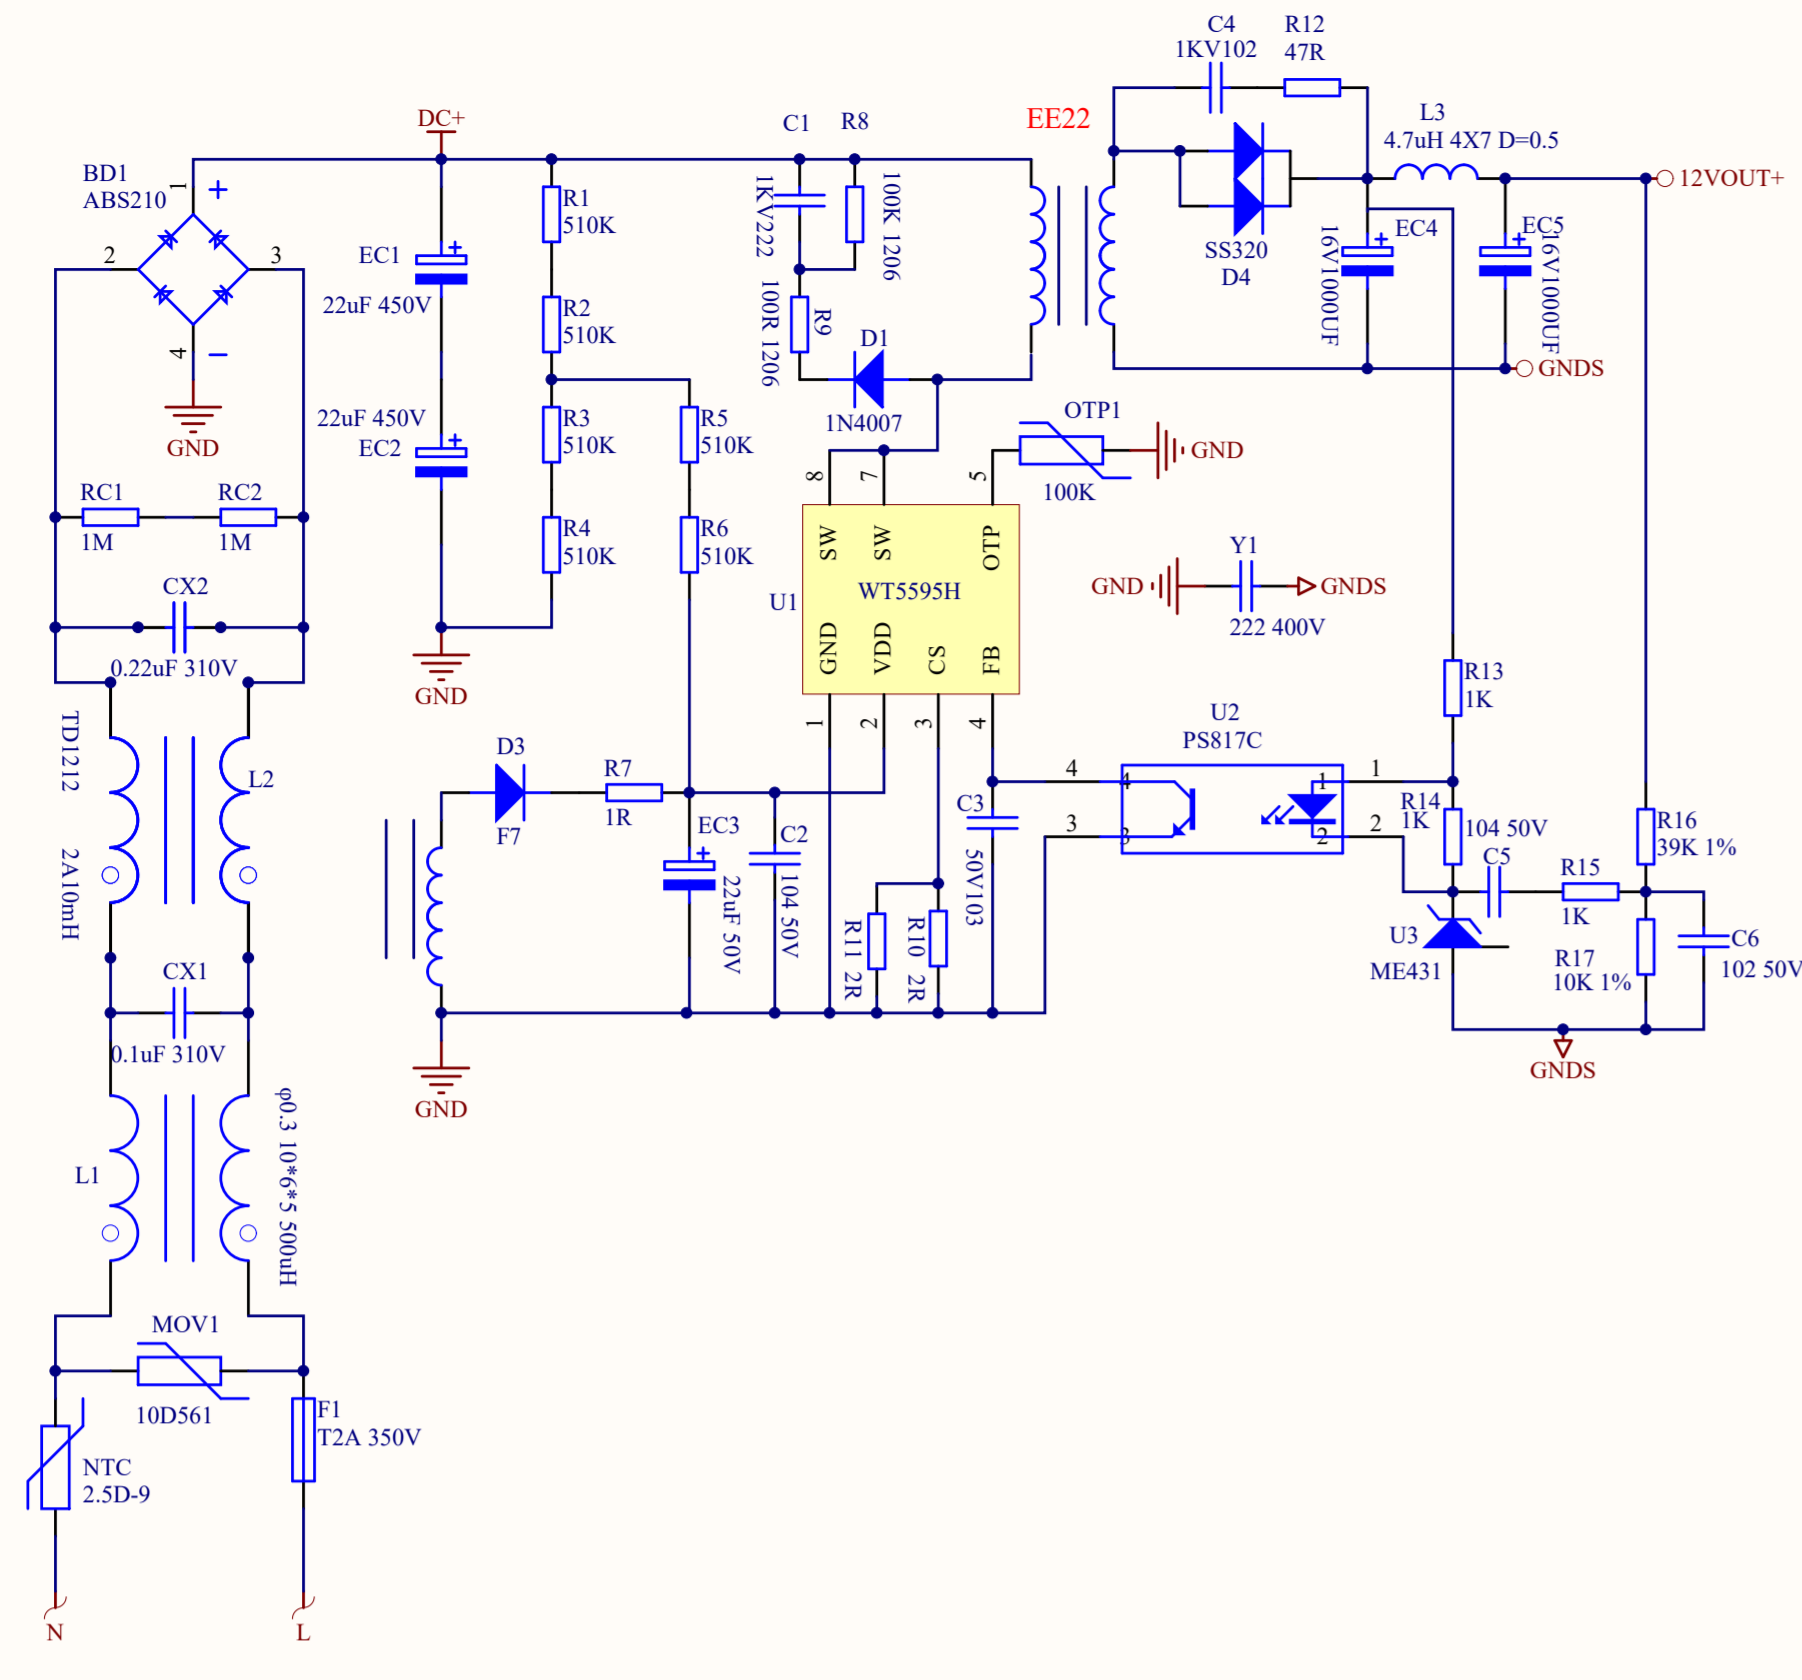 C4
1KV102
R12
47R
EE22
L3
4.7uH 4X7 D=0.5
DC+
C1
R8
1KV222
100K 1206
BD1
ABS210
1
+
2
3
4
−
GND
EC1
22uF 450V
22uF 450V
EC2
R1
510K
R2
510K
R3
510K
R4
510K
R5
510K
R6
510K
GND
100R 1206
R9
D1
1N4007
SS320
D4
16V1000UF
EC4
EC5
16V1000UF
12VOUT+
GNDS
OTP1
100K
GND
8
7
5
SW
SW
OTP
U1
WT5595H
GND
VDD
CS
FB
1
2
3
4
Y1
GND
GNDS
222 400V
RC1
1M
RC2
1M
CX2
0.22uF 310V
TD1212
2A10mH
L2
CX1
0.1uF 310V
L1
φ0.3 10*6*5 500uH
MOV1
10D561
F1
T2A 350V
NTC
2.5D-9
N
L
D3
F7
R7
1R
EC3
22uF 50V
C2
104 50V
R11 2R
R10 2R
C3
50V103
GND
U2
PS817C
4
4
3
3
1
1
2
2
R13
1K
R14
1K
104 50V
C5
R15
1K
R16
39K 1%
U3
ME431
R17
10K 1%
C6
102 50V
GNDS